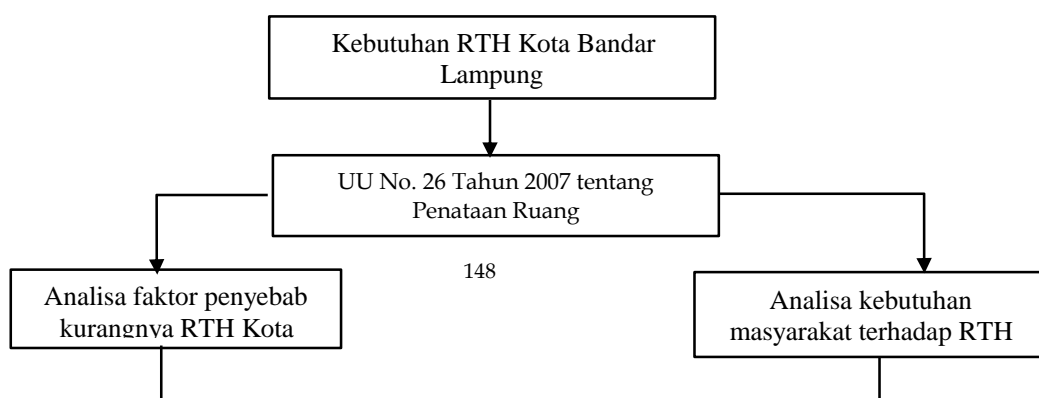 Kebutuhan RTH Kota Bandar
Lampung
UU No. 26 Tahun 2007 tentang
Penataan Ruang
148
Analisa faktor penyebab
kurangnya RTH Kota
Analisa kebutuhan
masyarakat terhadap RTH